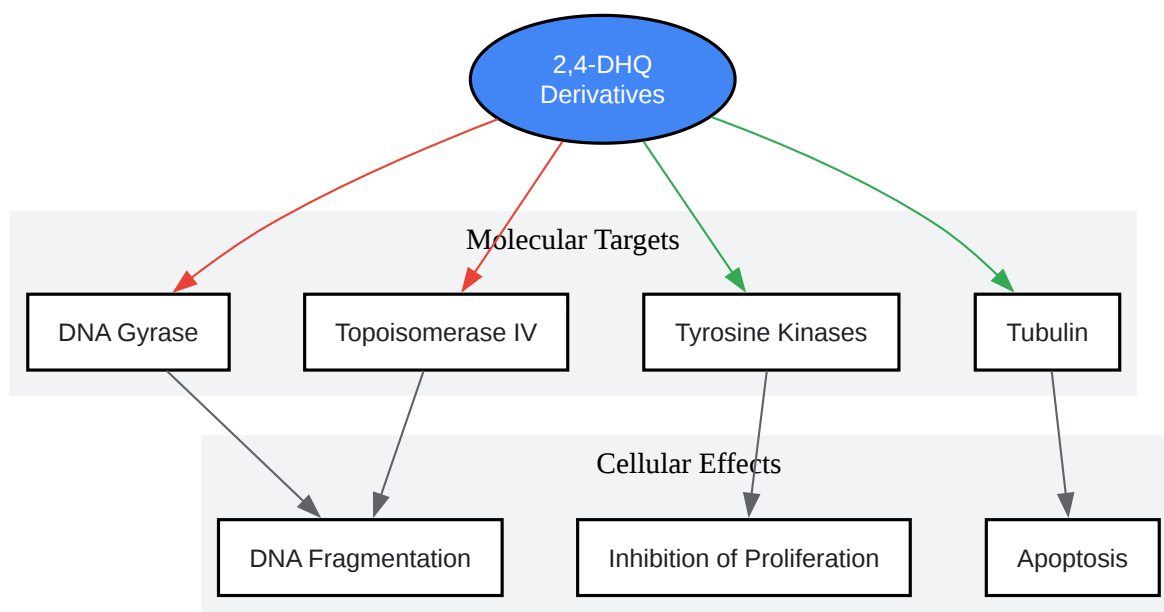 2,4-DHQ
Derivatives
Molecular Targets
DNA Gyrase
Topoisomerase IV
Tyrosine Kinases
Tubulin
Cellular Effects
DNA Fragmentation
Inhibition of Proliferation
Apoptosis